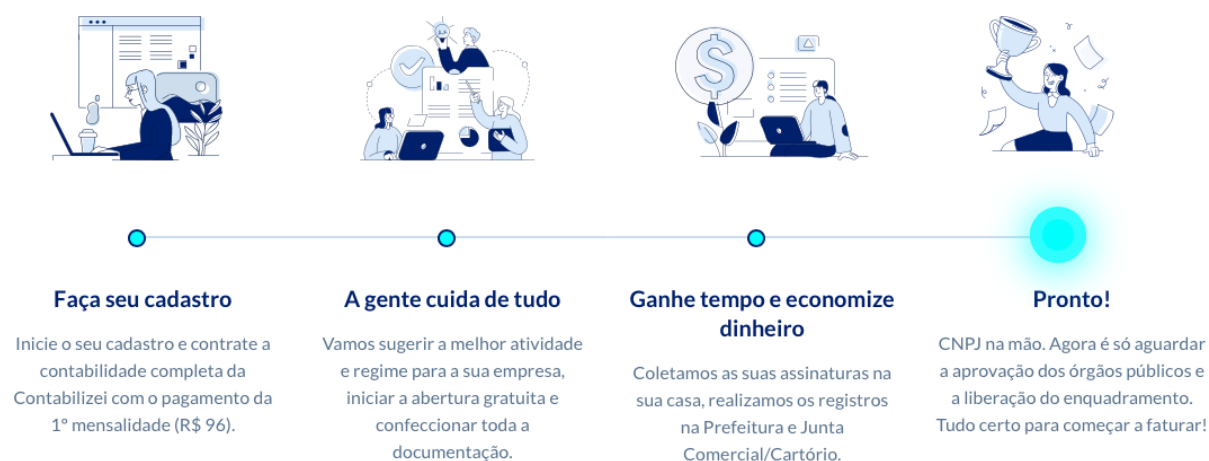 Faça seu cadastro
Inicie o seu cadastro e contrate a
contabilidade completa da
Contabilizei com o pagamento da
1º mensalidade (R$ 96).
A gente cuida de tudo
Vamos sugerir a melhor atividade
e regime para a sua empresa,
iniciar a abertura gratuita e
confeccionar toda a
documentação.
Ganhe tempo e economize
dinheiro
Coletamos as suas assinaturas na
sua casa, realizamos os registros
na Prefeitura e Junta
Comercial/Cartório.
Pronto!
CNPJ na mão. Agora é só aguardar
a aprovação dos órgãos públicos e
a liberação do enquadramento.
Tudo certo para começar a faturar!